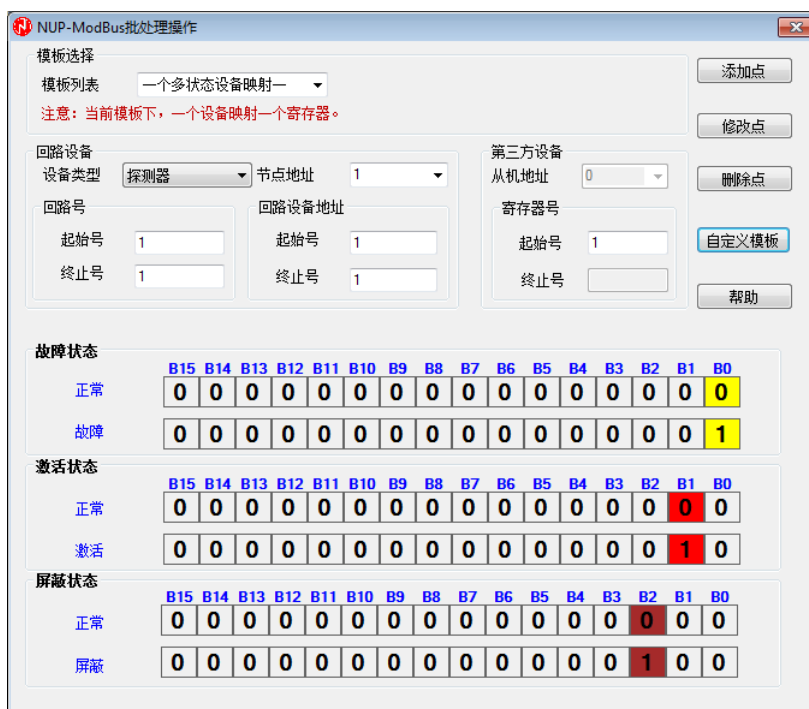 NUP-ModBus批处理操作
模板选择
模板列表 一个多状态设备映射一
注意：当前模板下，一个设备映射一个寄存器。
添加点
修改点
删除点
自定义模板
帮助
回路设备
设备类型 探测器 节点地址 1
回路号
起始号 1
终止号 1
回路设备地址
起始号 1
终止号 1
第三方设备
从机地址 0
寄存器号
起始号 1
终止号
故障状态
B15 B14 B13 B12 B11 B10 B9 B8 B7 B6 B5 B4 B3 B2 B1 B0
正常 0 0 0 0 0 0 0 0 0 0 0 0 0 0 0 0
故障 0 0 0 0 0 0 0 0 0 0 0 0 0 0 0 1
激活状态
B15 B14 B13 B12 B11 B10 B9 B8 B7 B6 B5 B4 B3 B2 B1 B0
正常 0 0 0 0 0 0 0 0 0 0 0 0 0 0 0 0
激活 0 0 0 0 0 0 0 0 0 0 0 0 0 0 1 0
屏蔽状态
B15 B14 B13 B12 B11 B10 B9 B8 B7 B6 B5 B4 B3 B2 B1 B0
正常 0 0 0 0 0 0 0 0 0 0 0 0 0 0 0 0
屏蔽 0 0 0 0 0 0 0 0 0 0 0 0 0 1 0 0